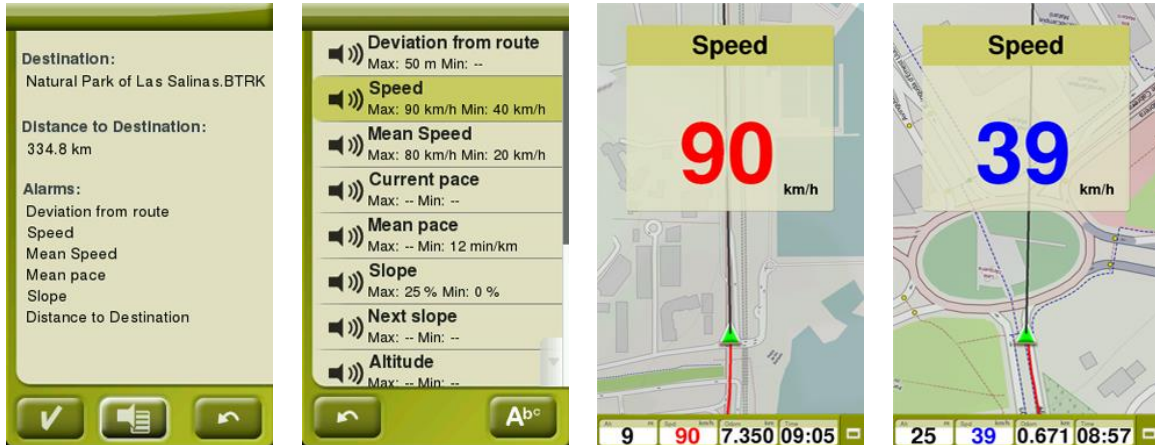 Destination:
Natural Park of Las Salinas.BTRK
Distance to Destination:
334.8 km
Alarms:
Deviation from route
Speed
Mean Speed
Mean pace
Slope
Distance to Destination
Deviation from route
Max: 50 m Min: --
Speed
Max: 90 km/h Min: 40 km/h
Mean Speed
Max: 80 km/h Min: 20 km/h
Current pace
Max: -- Min: --
Mean pace
Max: -- Min: 12 min/km
Slope
Max: 25 % Min: 0 %
Next slope
Max: -- Min: --
Altitude
Max: -- Min: --
Abc
Speed
90
km/h
9 90 7.350 09:05
Speed
39
km/h
25 39 0.671 08:57